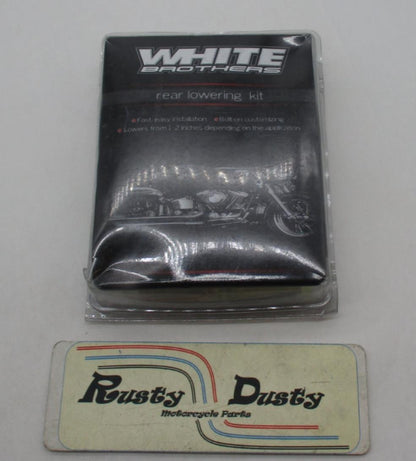 WHITE
BROTHERS
rear lowering kit
Fast, easy installation Bolt on customizing
Lowers from 1-2 inches, depending on the application
Rusty Dusty
Motorcycle Parts